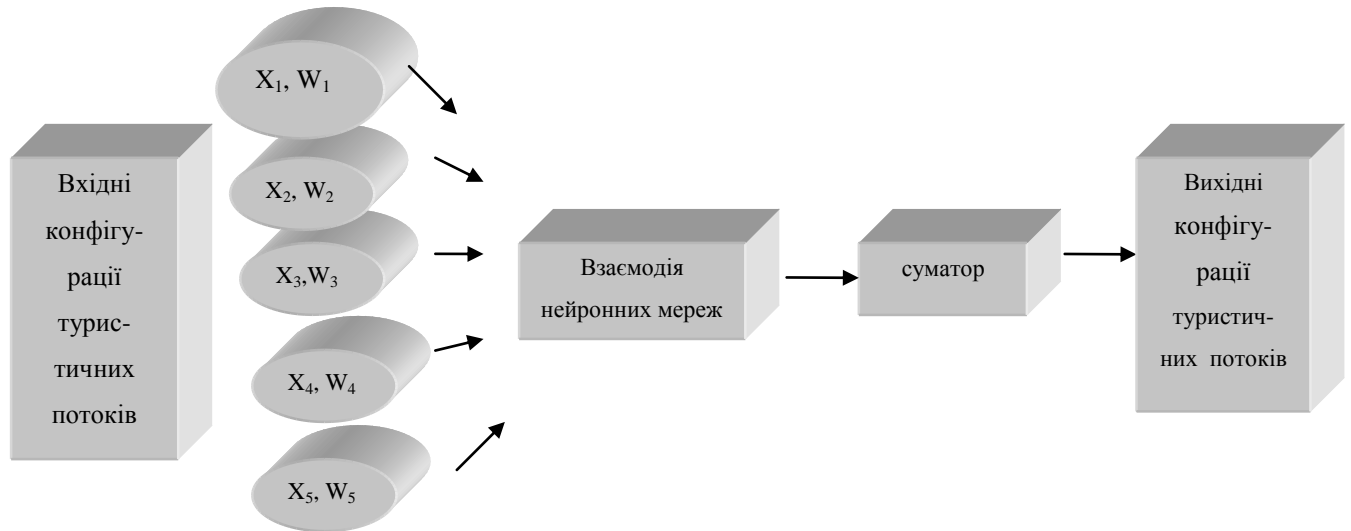 Вхідні
конфігу-
рації
турис-
тичних
потоків
X₁, W₁
X₂, W₂
X₃,W₃
X₄, W₄
X₅, W₅
Взаємодія
нейронних мереж
суматор
Вихідні
конфігу-
рації
туристич-
них потоків